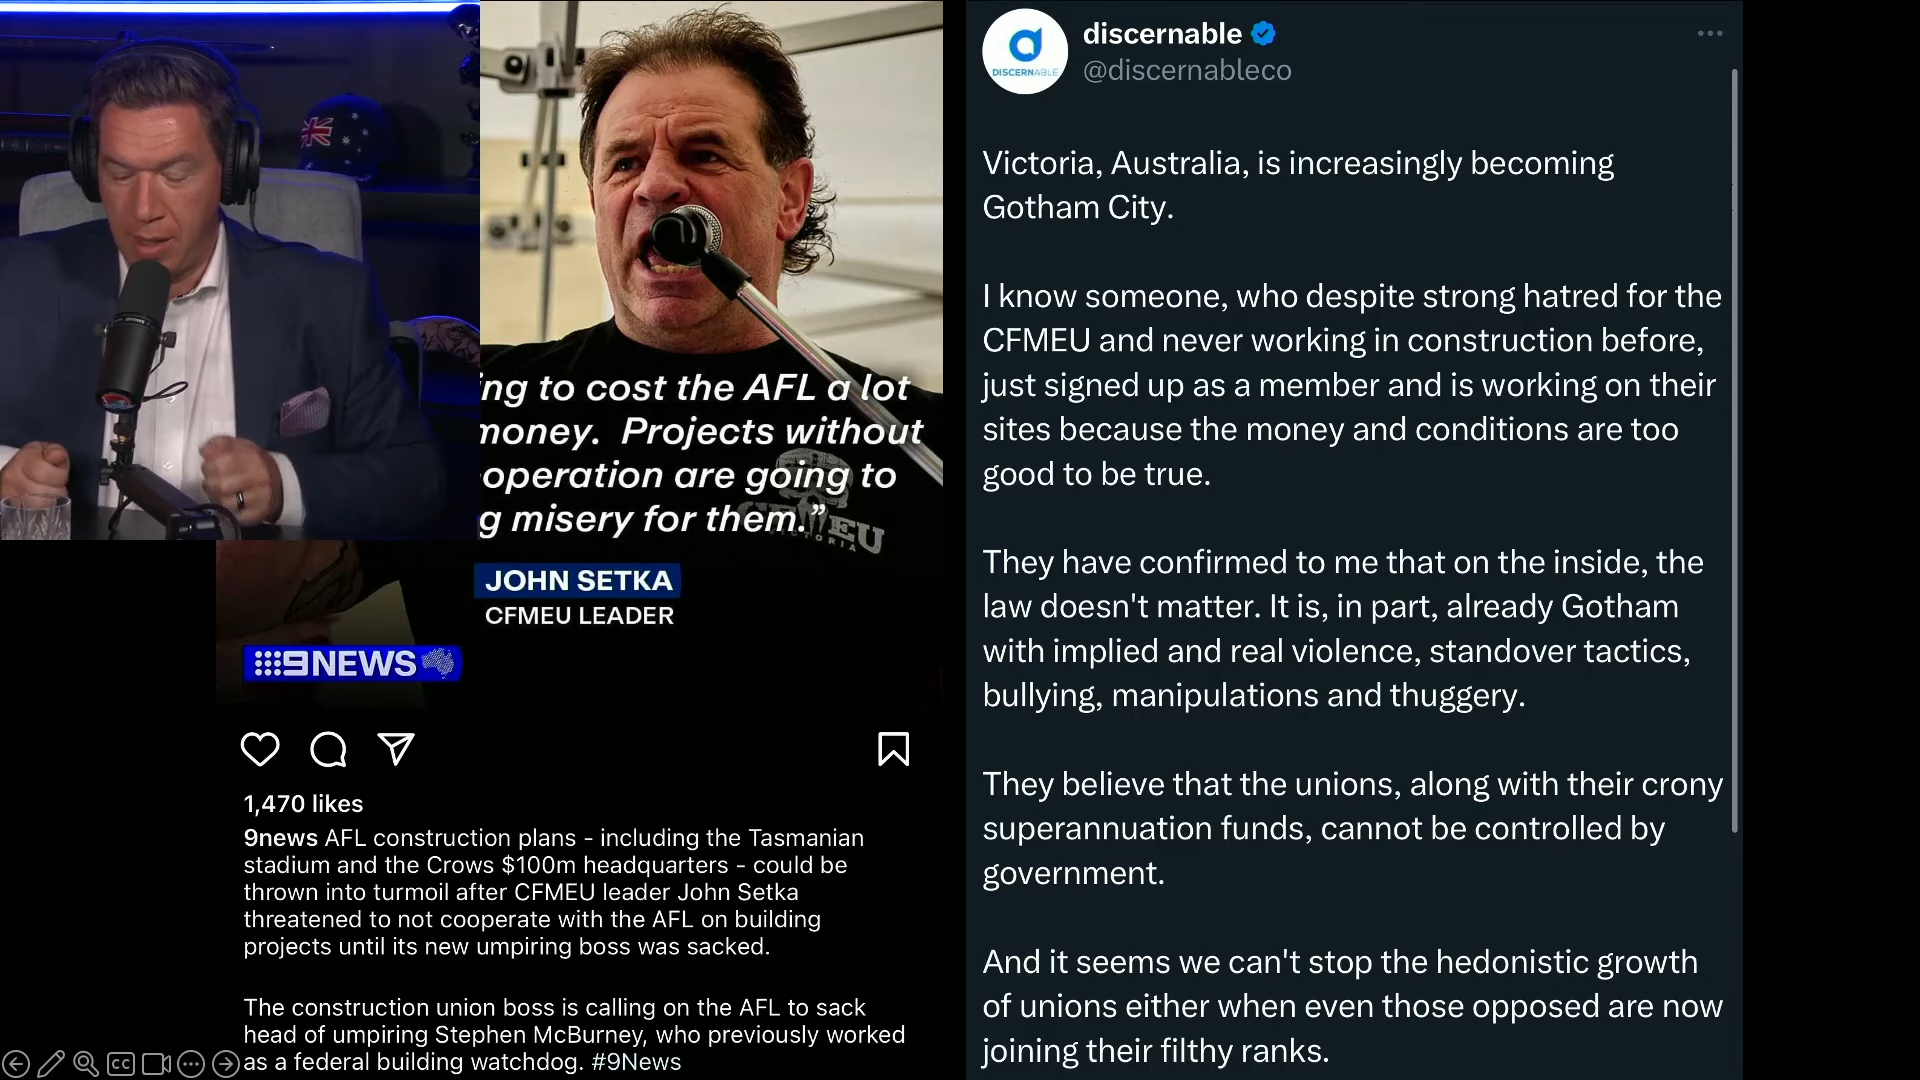 ing to cost the AFL a lot
money. Projects without
operation are going to
g misery for them.”
CFMEU
VICTORIA
JOHN SETKA
CFMEU LEADER
9NEWS
1,470 likes
9news AFL construction plans - including the Tasmanian
stadium and the Crows $100m headquarters - could be
thrown into turmoil after CFMEU leader John Setka
threatened to not cooperate with the AFL on building
projects until its new umpiring boss was sacked.
The construction union boss is calling on the AFL to sack
head of umpiring Stephen McBurney, who previously worked
as a federal building watchdog. #9News
CC
DISCERNABLE
discernable
@discernableco
Victoria, Australia, is increasingly becoming
Gotham City.
I know someone, who despite strong hatred for the
CFMEU and never working in construction before,
just signed up as a member and is working on their
sites because the money and conditions are too
good to be true.
They have confirmed to me that on the inside, the
law doesn't matter. It is, in part, already Gotham
with implied and real violence, standover tactics,
bullying, manipulations and thuggery.
They believe that the unions, along with their crony
superannuation funds, cannot be controlled by
government.
And it seems we can't stop the hedonistic growth
of unions either when even those opposed are now
joining their filthy ranks.